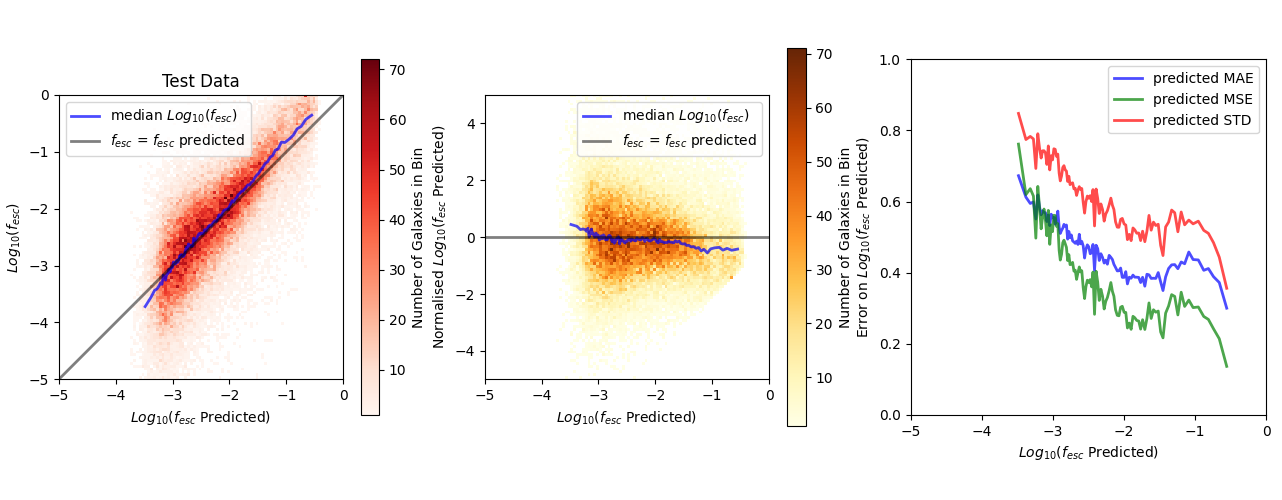 Test Data
median Log10(fesc)
fesc = fesc predicted
0
−1
−2
−3
−4
−5
Log10(fesc)
−5 −4 −3 −2 −1 0
Log10(fesc Predicted)
70
60
50
40
30
20
10
Number of Galaxies in Bin
median Log10(fesc)
fesc = fesc predicted
4
2
0
−2
−4
Normalised Log10(fesc Predicted)
−5 −4 −3 −2 −1 0
Log10(fesc Predicted)
70
60
50
40
30
20
10
Number of Galaxies in Bin
predicted MAE
predicted MSE
predicted STD
1.0
0.8
0.6
0.4
0.2
0.0
Error on Log10(fesc Predicted)
−5 −4 −3 −2 −1 0
Log10(fesc Predicted)